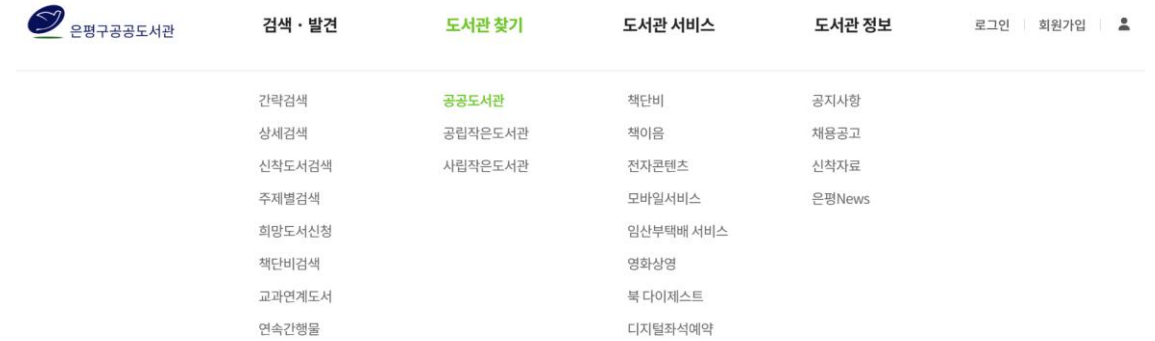 은평구공공도서관
검색 · 발견
도서관 찾기
도서관 서비스
도서관 정보
로그인
회원가입
간략검색
상세검색
신착도서검색
주제별검색
희망도서신청
책단비검색
교과연계도서
연속간행물
공공도서관
공립작은도서관
사립작은도서관
책단비
책이음
전자콘텐츠
모바일서비스
임산부택배 서비스
영화상영
북 다이제스트
디지털좌석예약
공지사항
채용공고
신착자료
은평News